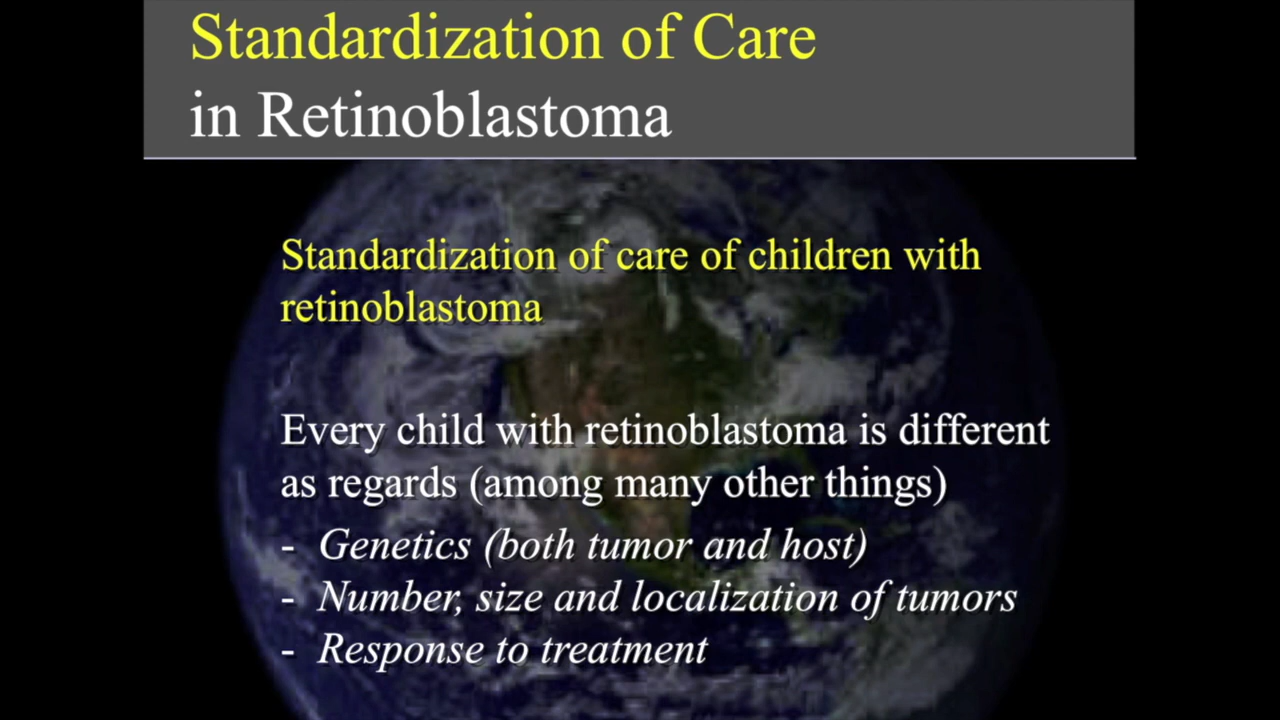 Standardization of Care
in Retinoblastoma
Standardization of care of children with
retinoblastoma
Every child with retinoblastoma is different
as regards (among many other things)
- Genetics (both tumor and host)
- Number, size and localization of tumors
- Response to treatment